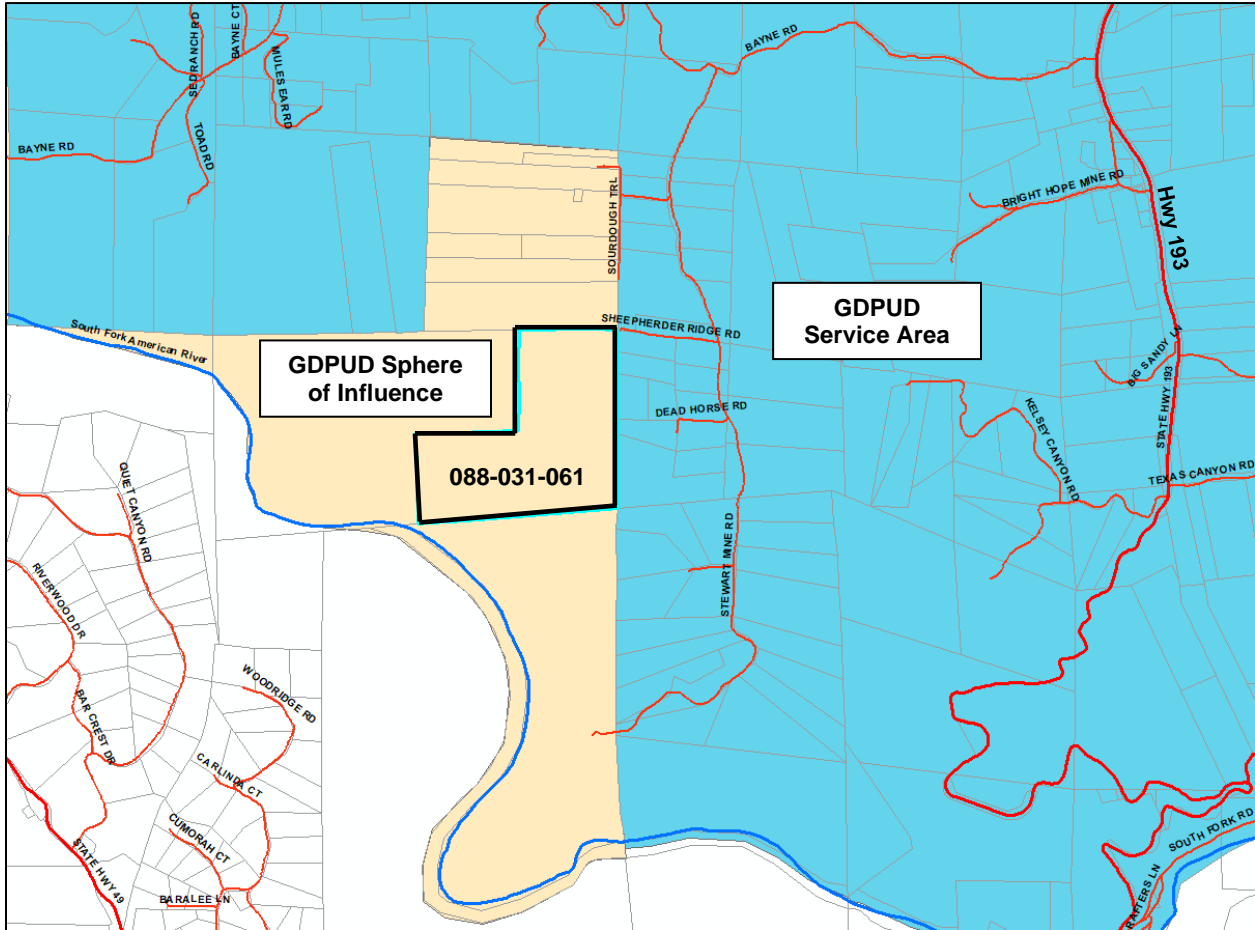 SEDRANCH RD
BAYNE CT
MULES EAR RD
BAYNE RD
TOAD RD
BAYNE RD
BRIGHT HOPE MINE RD
Hwy 193
SOURDOUGH TRL
South Fork American River
SHEEPHERDER RIDGE RD
GDPUD Sphere
of Influence
GDPUD
Service Area
BIG SANDY LN
STATE HWY 193
DEAD HORSE RD
KELSEY CANYON RD
TEXAS CANYON RD
088-031-061
QUIET CANYON RD
STEWART MINE RD
RIVERWOOD DR
WOODRIDGE RD
BAR CREST DR
CARLINDA CT
CUMORAH CT
STATE HWY 49
BARALEE LN
SOUTH FORK RD
RAFTERS LN